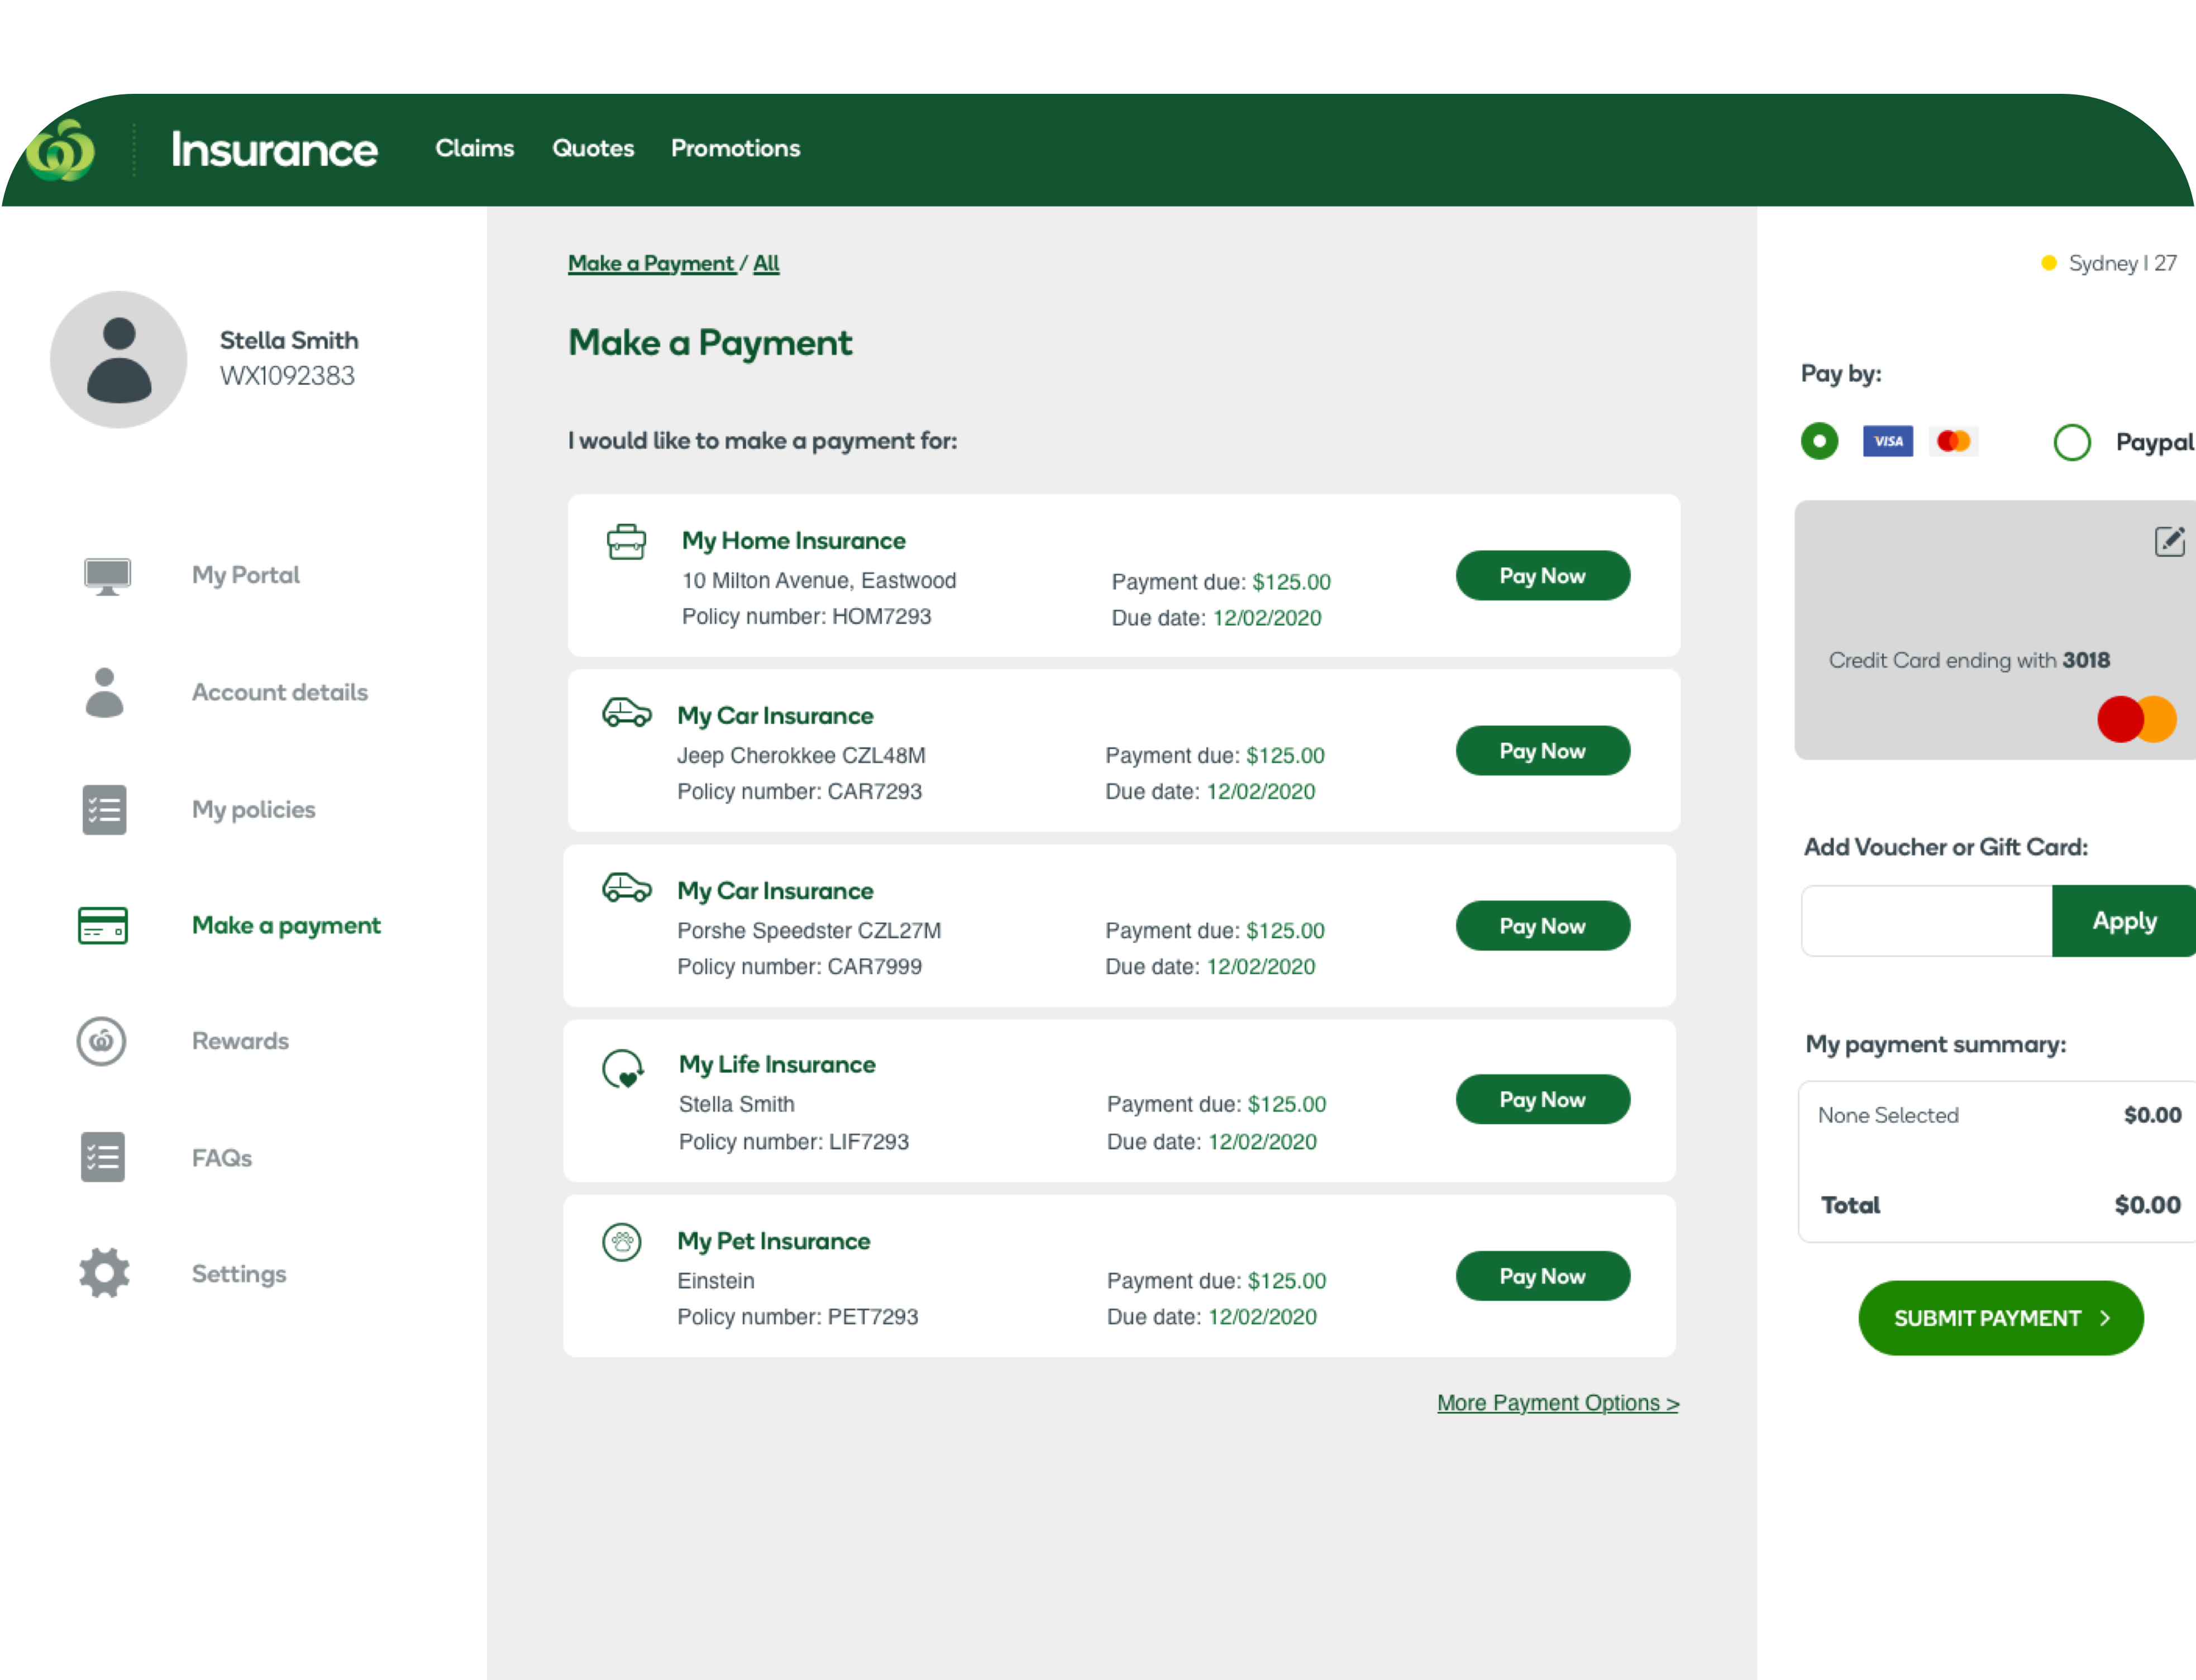 Insurance
Claims Quotes Promotions
Stella Smith
WX1092383
My Portal
Account details
My policies
Make a payment
Rewards
FAQs
Settings
Make a Payment / All
Make a Payment
I would like to make a payment for:
My Home Insurance
10 Milton Avenue, Eastwood
Policy number: HOM7293
Payment due: $125.00
Due date: 12/02/2020
Pay Now
My Car Insurance
Jeep Cherokkee CZL48M
Policy number: CAR7293
Payment due: $125.00
Due date: 12/02/2020
Pay Now
My Car Insurance
Porshe Speedster CZL27M
Policy number: CAR7999
Payment due: $125.00
Due date: 12/02/2020
Pay Now
My Life Insurance
Stella Smith
Policy number: LIF7293
Payment due: $125.00
Due date: 12/02/2020
Pay Now
My Pet Insurance
Einstein
Policy number: PET7293
Payment due: $125.00
Due date: 12/02/2020
Pay Now
More Payment Options >
Sydney | 27
Pay by:
VISA
Paypal
Credit Card ending with 3018
Add Voucher or Gift Card:
Apply
My payment summary:
None Selected $0.00
Total $0.00
SUBMIT PAYMENT >